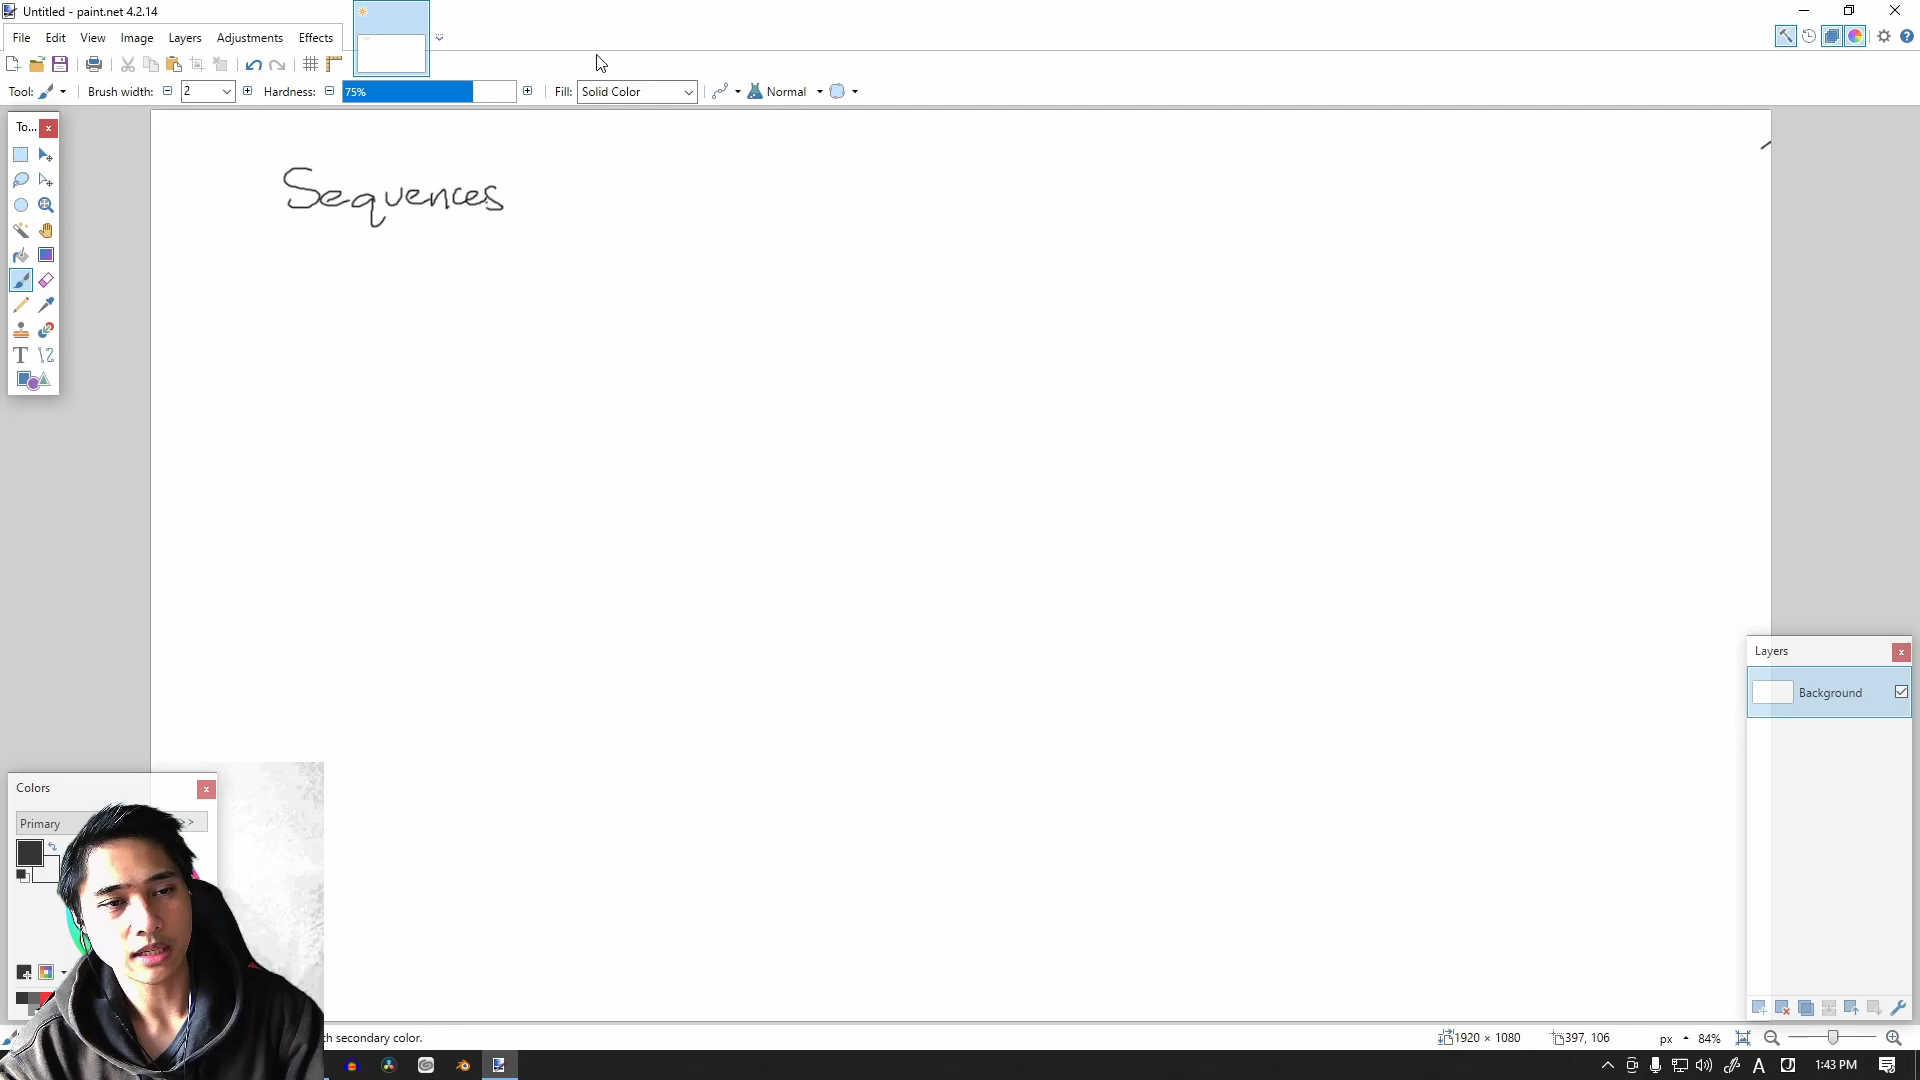 Untitled - paint.net 4.2.14
File Edit View Image Layers Adjustments Effects
Tool: Brush width: 2 Hardness: 75% Fill: Solid Color Normal
To...
Sequences
Layers
Background
Colors
Primary >>
th secondary color.
1920 × 1080 397, 106 px 84%
1:43 PM